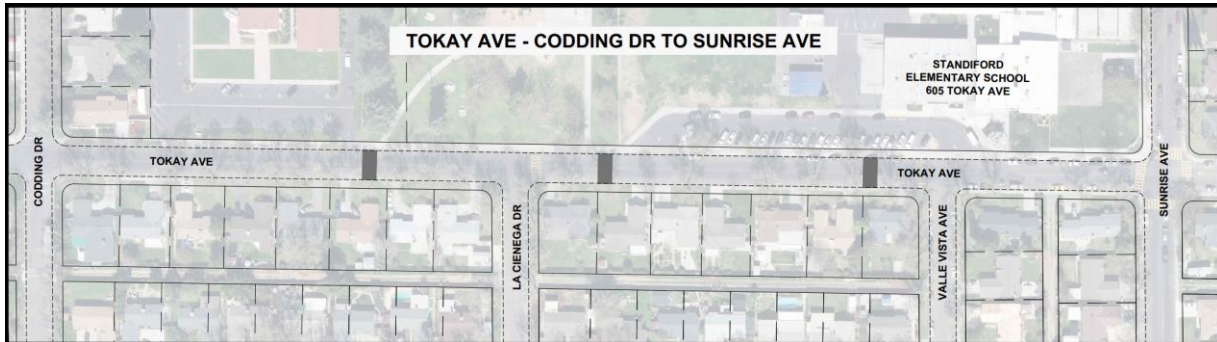 TOKAY AVE - CODDING DR TO SUNRISE AVE
STANDIFORD
ELEMENTARY SCHOOL
605 TOKAY AVE
CODDING DR
TOKAY AVE
LA CIENEGA DR
TOKAY AVE
VALLE VISTA AVE
SUNRISE AVE